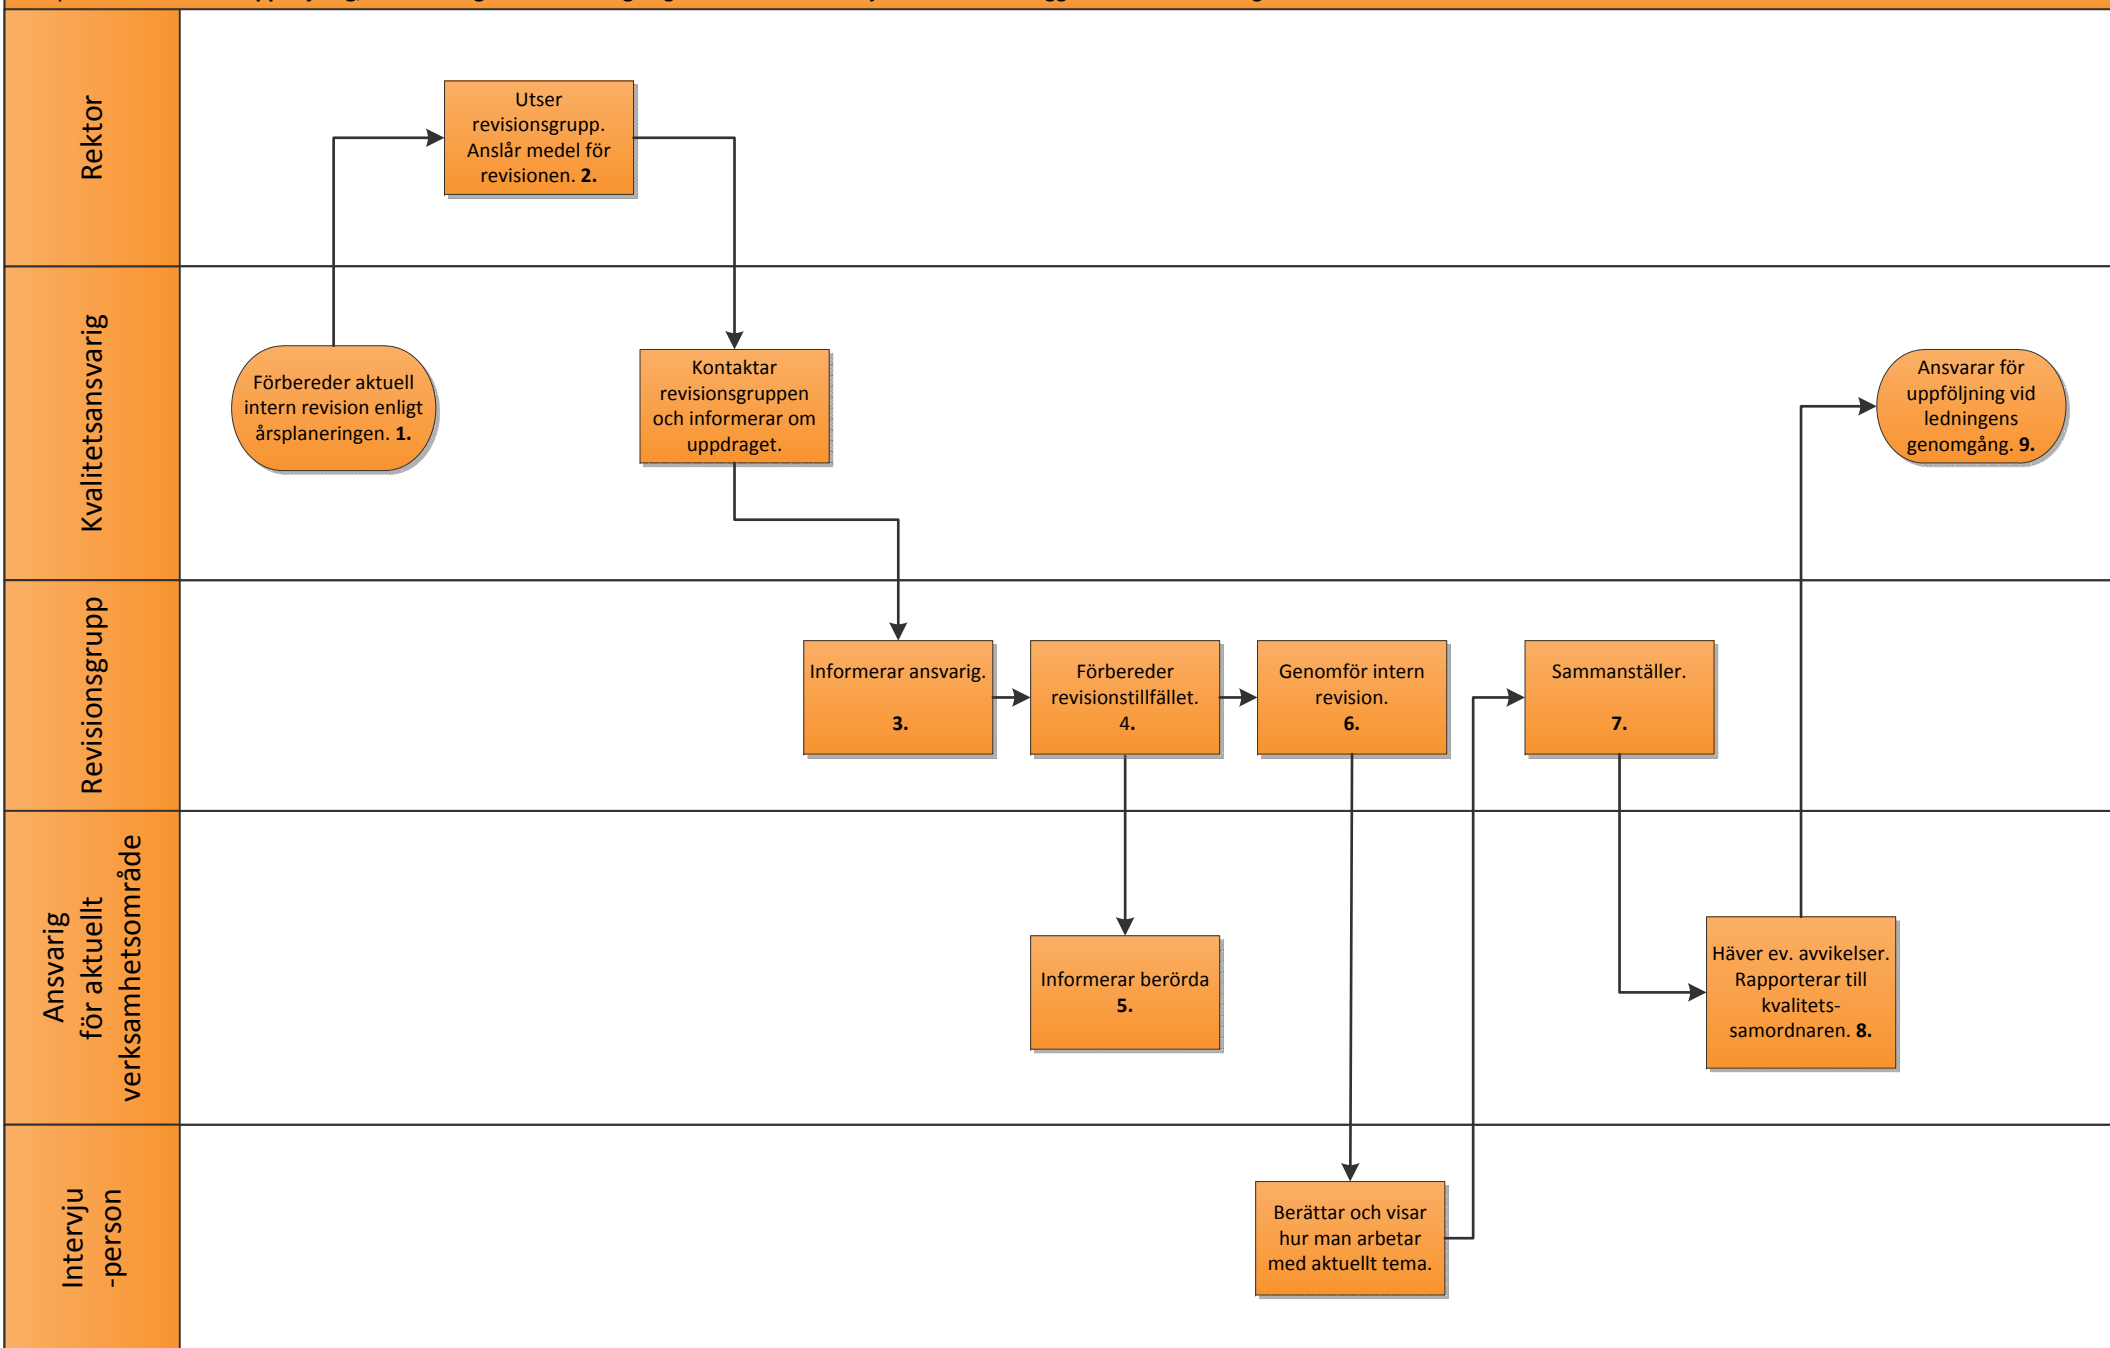 Rektor
Utser
revisionsgrupp.
Anslår medel för
revisionen. 2.
Kvalitetsansvarig
Förbereder aktuell
intern revision enligt
årsplaneringen. 1.
Kontaktar
revisionsgruppen
och informerar om
uppdraget.
Ansvarar för
uppföljning vid
ledningens
genomgång. 9.
Revisionsgrupp
Informerar ansvarig.
3.
Förbereder
revisionstillfället.
4.
Genomför intern
revision.
6.
Sammanställer.
7.
Ansvarig
för aktuellt
verksamhetsområde
Informerar berörda
5.
Häver ev. avvikelser.
Rapporterar till
kvalitets-
samordnaren. 8.
Intervju
-person
Berättar och visar
hur man arbetar
med aktuellt tema.